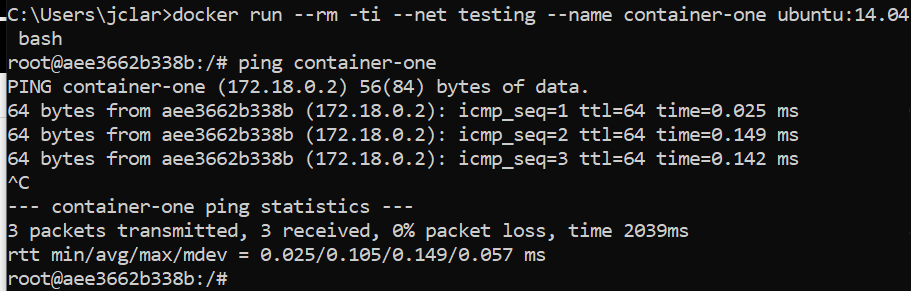 C:\Users\jclar>docker run --rm -ti --net testing --name container-one ubuntu:14.04
 bash
root@aee3662b338b:/# ping container-one
PING container-one (172.18.0.2) 56(84) bytes of data.
64 bytes from aee3662b338b (172.18.0.2): icmp_seq=1 ttl=64 time=0.025 ms
64 bytes from aee3662b338b (172.18.0.2): icmp_seq=2 ttl=64 time=0.149 ms
64 bytes from aee3662b338b (172.18.0.2): icmp_seq=3 ttl=64 time=0.142 ms
^C
--- container-one ping statistics ---
3 packets transmitted, 3 received, 0% packet loss, time 2039ms
rtt min/avg/max/mdev = 0.025/0.105/0.149/0.057 ms
root@aee3662b338b:/#